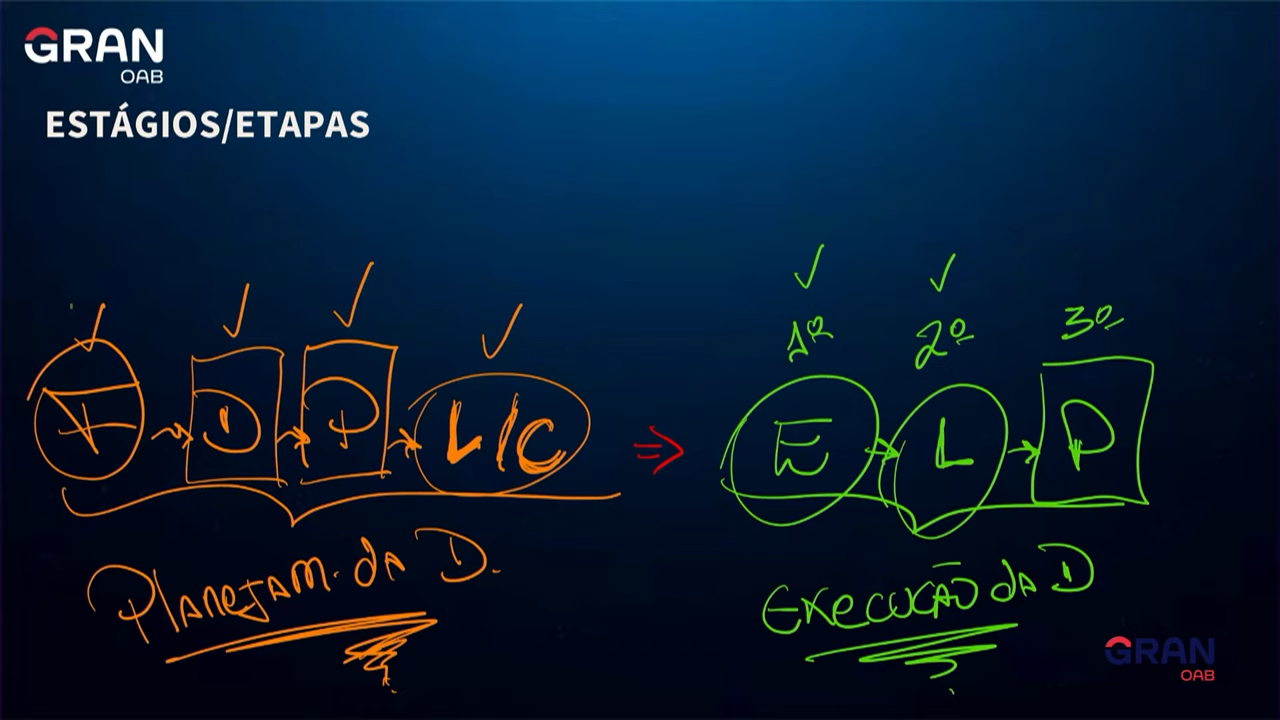 GRAN
OAB
ESTÁGIOS/ETAPAS
1º 2º 3º
F D P L/C E L P
Planejam. da D.
Execução da D
GRAN
OAB